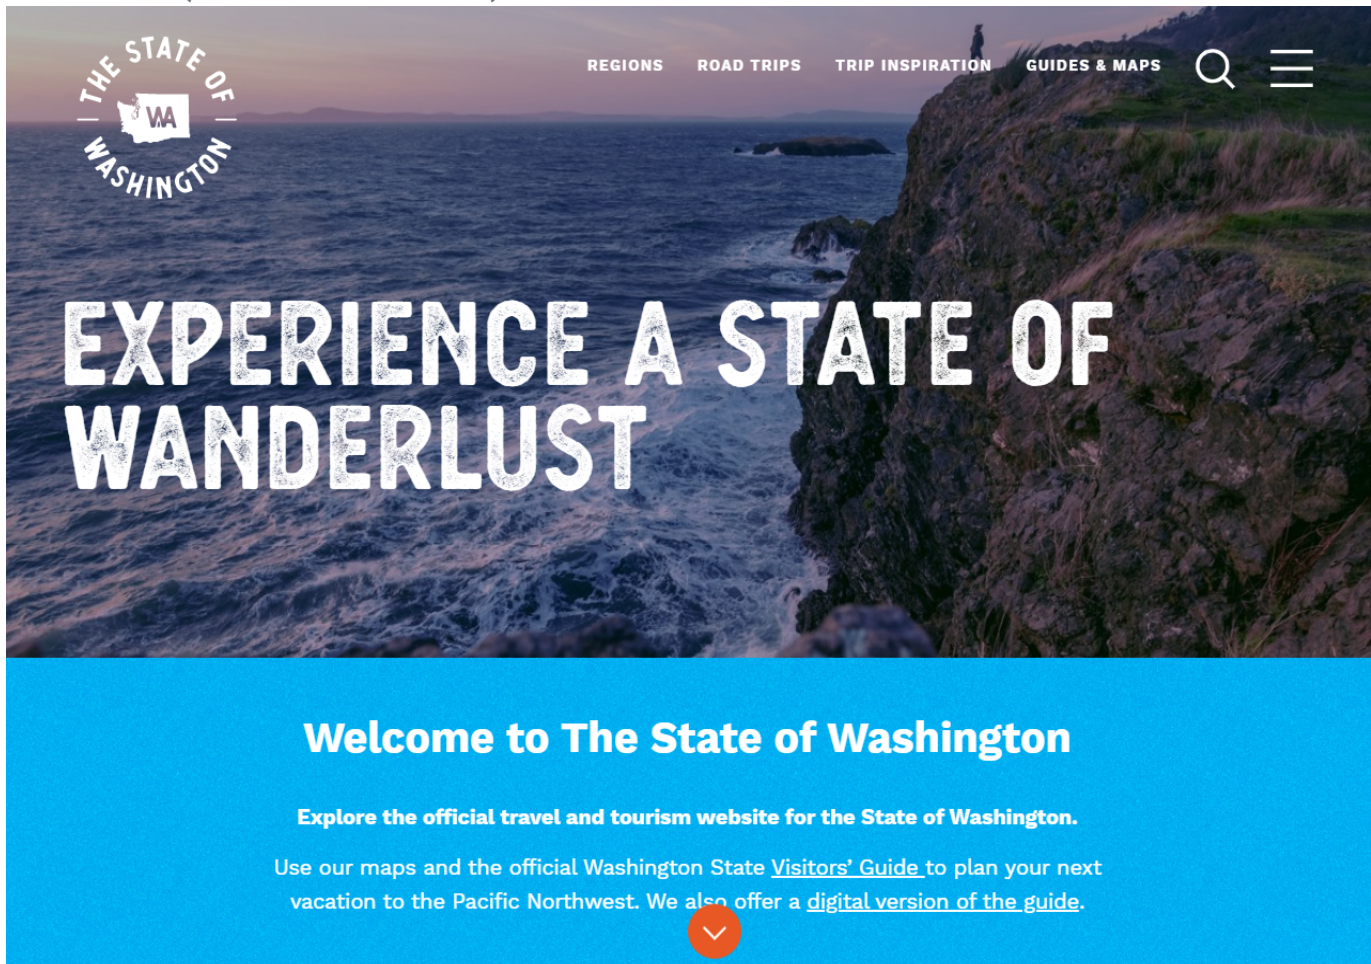 THE STATE OF
WA
WASHINGTON
REGIONS
ROAD TRIPS
TRIP INSPIRATION
GUIDES & MAPS
EXPERIENCE A STATE OF
WANDERLUST
Welcome to The State of Washington
Explore the official travel and tourism website for the State of Washington.
Use our maps and the official Washington State Visitors’ Guide to plan your next
vacation to the Pacific Northwest. We also offer a digital version of the guide.